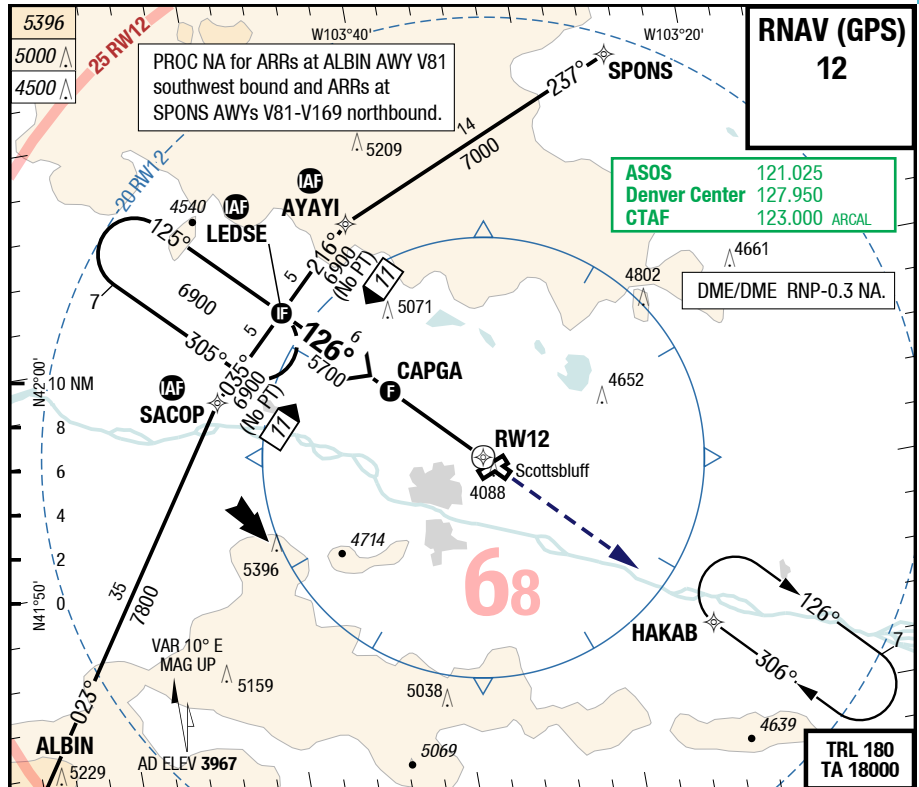 5396
5000
4500
25 RW12
PROC NA for ARRs at ALBIN AWY V81
southwest bound and ARRs at
SPONS AWYs V81-V169 northbound.
W103°40'
W103°20'
RNAV (GPS)
12
237°
SPONS
14
7000
5209
ASOS 121.025
Denver Center 127.950
CTAF 123.000 ARCAL
20 RW12
4540
IAF
LEDSE
IAF
AYAYI
125°
216°
6900
(No PT)
5
11
4661
4802
DME/DME RNP-0.3 NA.
5071
6900
7
IF
5
305°
126°
6
5700
035°
6900
(No PT)
11
F
CAPGA
IAF
SACOP
4652
N42°00'
10 NM
8
6
4
2
0
N41°50'
RW12
Scottsbluff
4088
5396
4714
68
35
7800
HAKAB
126°
7
306°
VAR 10° E
MAG UP
5159
5038
023°
4639
5069
ALBIN
5229
AD ELEV 3967
TRL 180
TA 18000